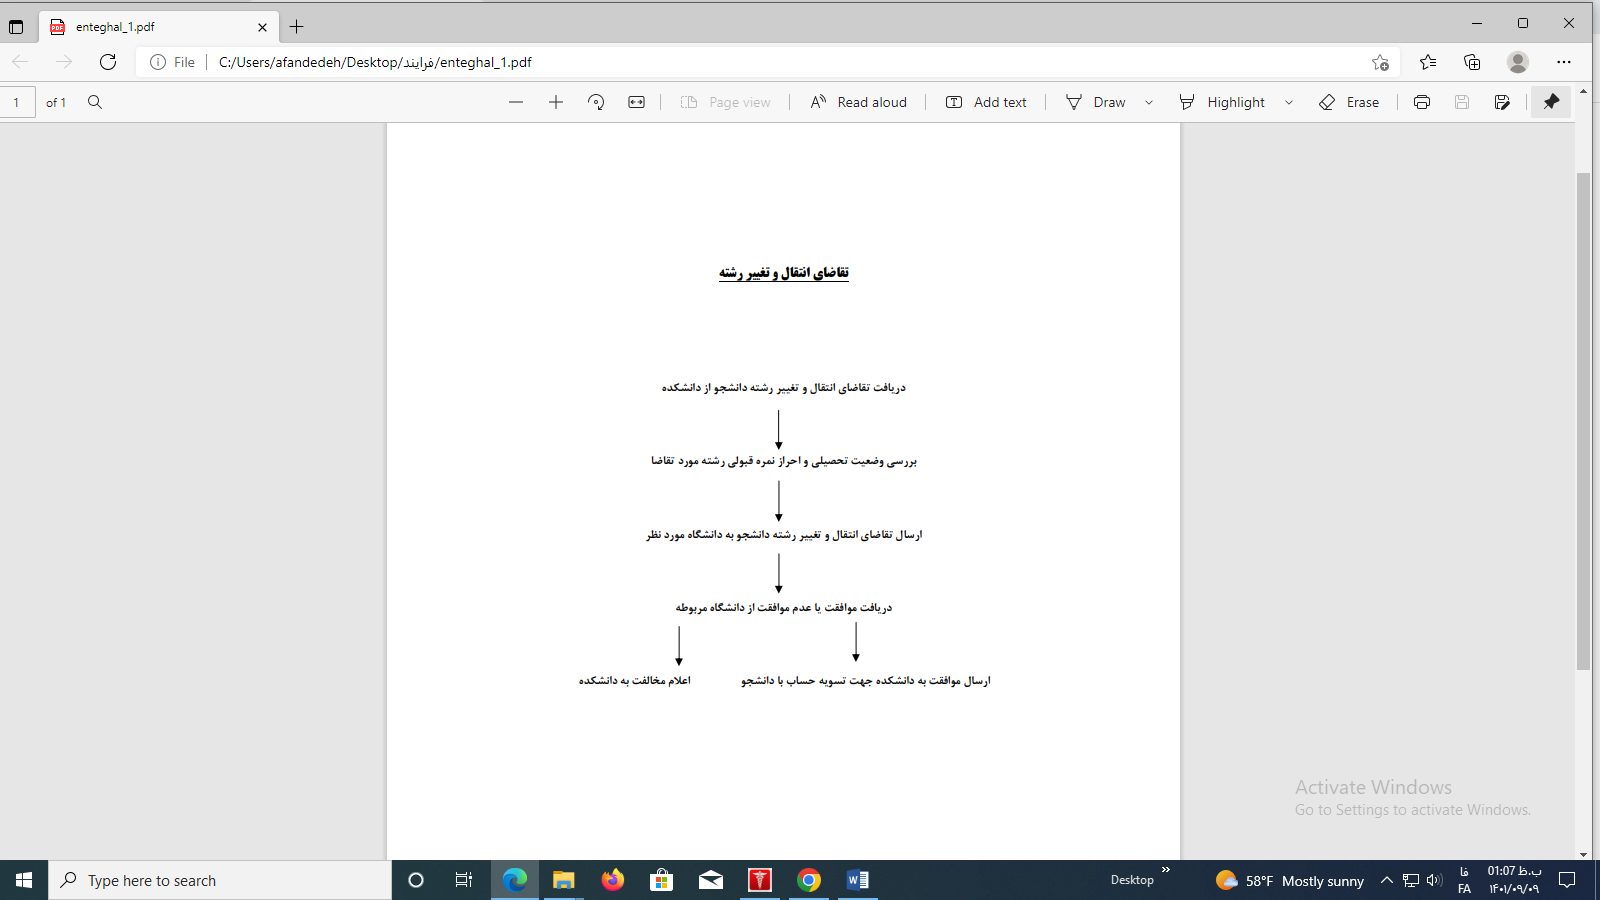 enteghal_1.pdf
File
C:/Users/afandedeh/Desktop/فرایند/enteghal_1.pdf
1 of 1
Page view
Read aloud
Add text
Draw
Highlight
Erase
تقاضای انتقال و تغییر رشته
دریافت تقاضای انتقال و تغییر رشته دانشجو از دانشکده
بررسی وضعیت تحصیلی و احراز نمره قبولی رشته مورد تقاضا
ارسال تقاضای انتقال و تغییر رشته دانشجو به دانشگاه مورد نظر
دریافت موافقت یا عدم موافقت از دانشگاه مربوطه
ارسال موافقت به دانشکده جهت تسویه حساب با دانشجو
اعلام مخالفت به دانشکده
Activate Windows
Go to Settings to activate Windows.
Type here to search
Desktop
58°F Mostly sunny
فا
FA
01:07 ب.ظ
۱۴۰۱/۰۹/۰۹